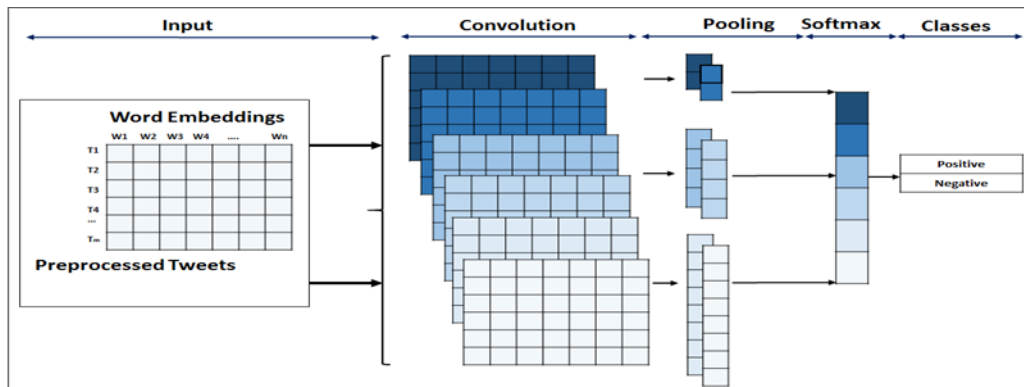 Input Convolution Pooling Softmax Classes
Word Embeddings
W1 W2 W3 W4 .... Wn
T1
T2
T3
T4
...
Tm
Preprocessed Tweets
Positive
Negative